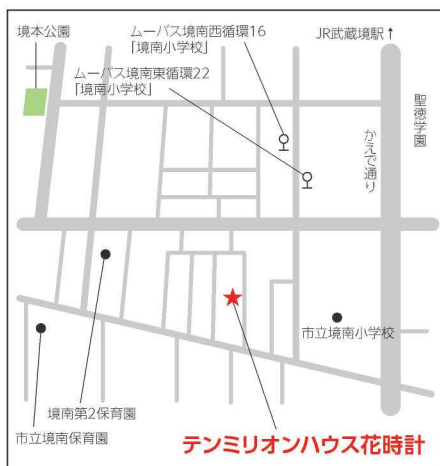 境本公園
ムーバス境南西循環16
「境南小学校」
JR武蔵境駅↑
ムーバス境南東循環22
「境南小学校」
聖徳学園
かえで通り
市立境南小学校
境南第2保育園
市立境南保育園
テンミリオンハウス花時計